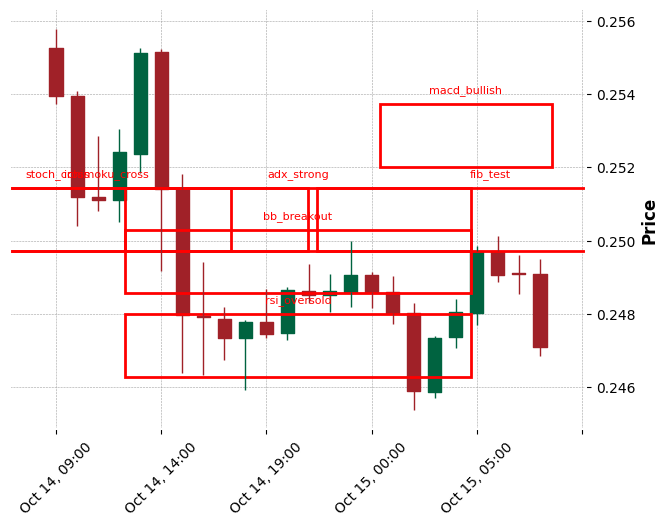 0.256
0.254
macd_bullish
0.252
adx_strong
fib_test
bb_breakout
0.250
Price
rsi_oversold
0.248
0.246
Oct 14, 09:00
Oct 14, 14:00
Oct 14, 19:00
Oct 15, 00:00
Oct 15, 05:00